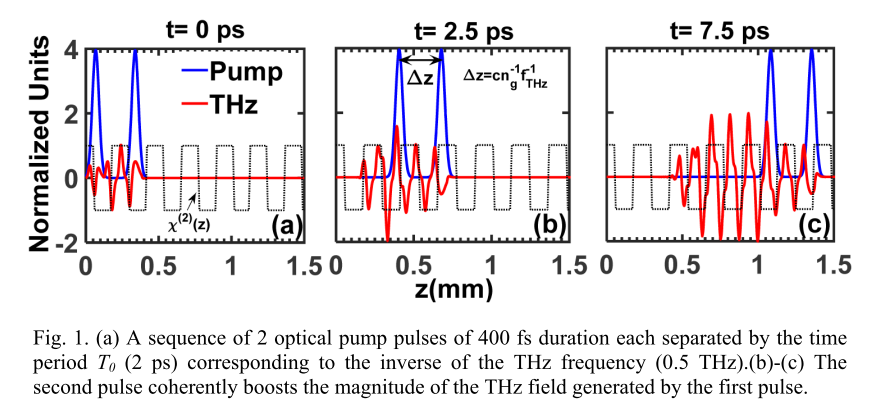 t= 0 ps
t= 2.5 ps
t= 7.5 ps
Normalized Units
4
2
0
-2
Pump
THz
χ(2)(z)
(a)
0 0.5 1 1.5
Δz
Δz=cn_g^-1 f_THz^-1
(b)
0 0.5 1 1.5
(c)
0 0.5 1 1.5
z(mm)
Fig. 1. (a) A sequence of 2 optical pump pulses of 400 fs duration each separated by the time
period T0 (2 ps) corresponding to the inverse of the THz frequency (0.5 THz).(b)-(c) The
second pulse coherently boosts the magnitude of the THz field generated by the first pulse.